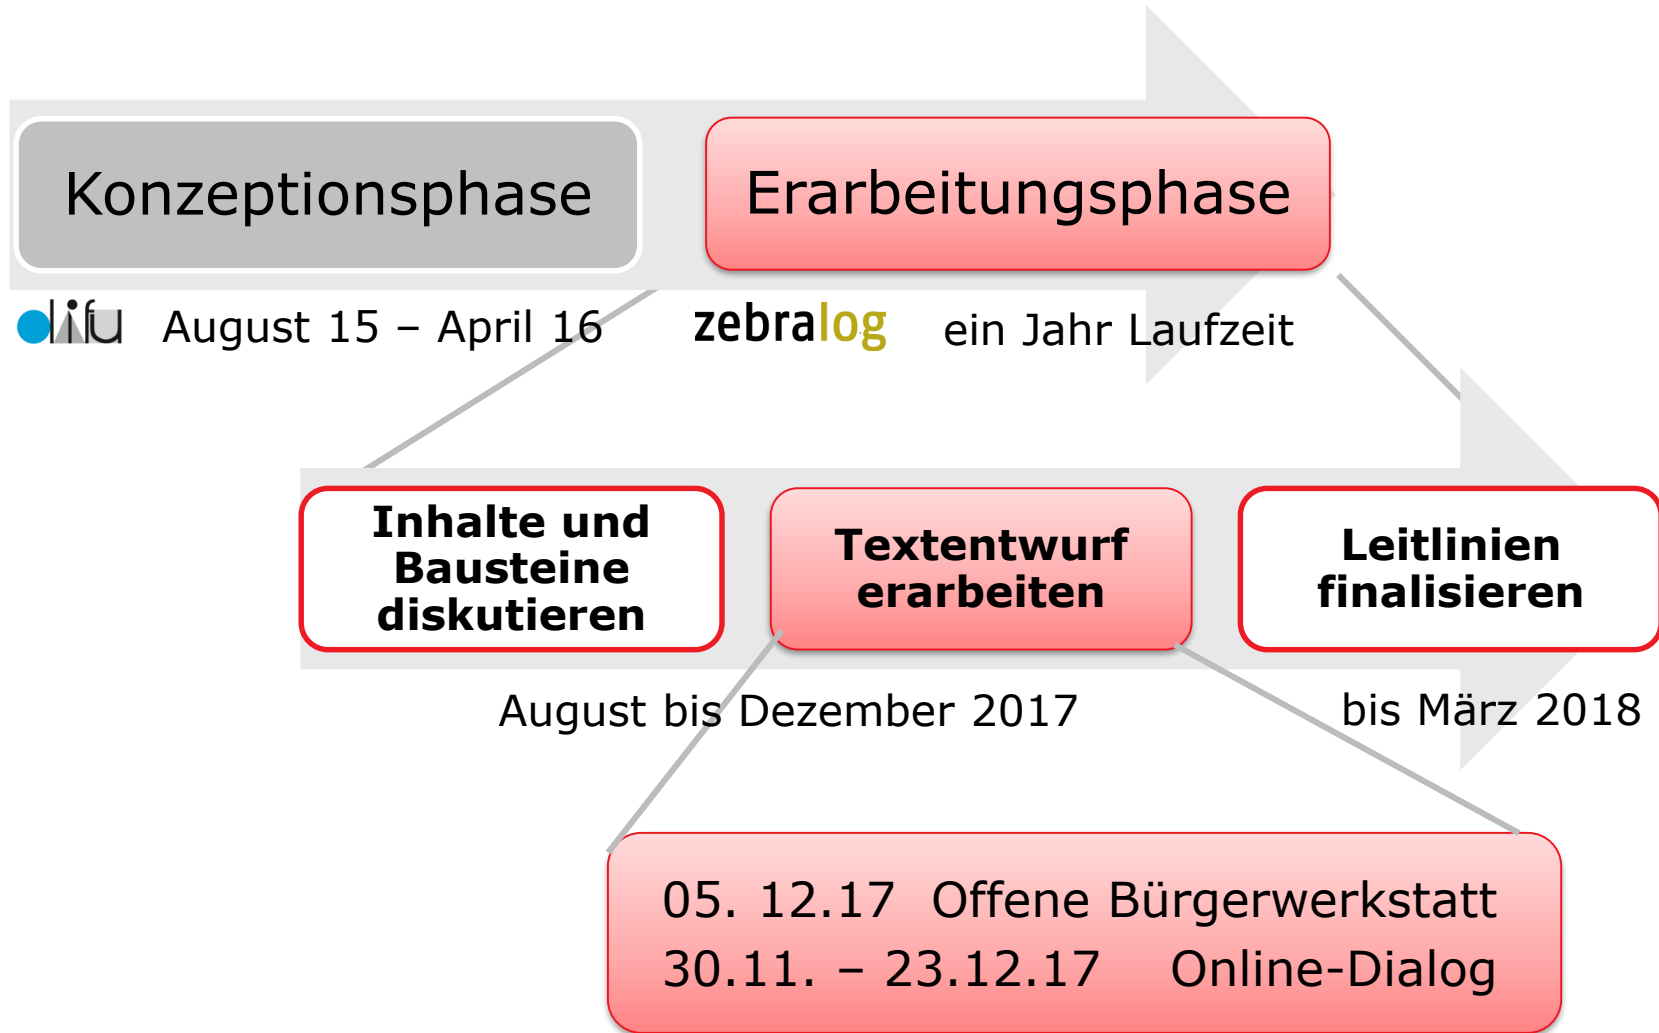 Konzeptionsphase
Erarbeitungsphase
difu August 15 – April 16
zebralog ein Jahr Laufzeit
Inhalte und
Bausteine
diskutieren
Textentwurf
erarbeiten
Leitlinien
finalisieren
August bis Dezember 2017
bis März 2018
05. 12.17 Offene Bürgerwerkstatt
30.11. – 23.12.17 Online-Dialog